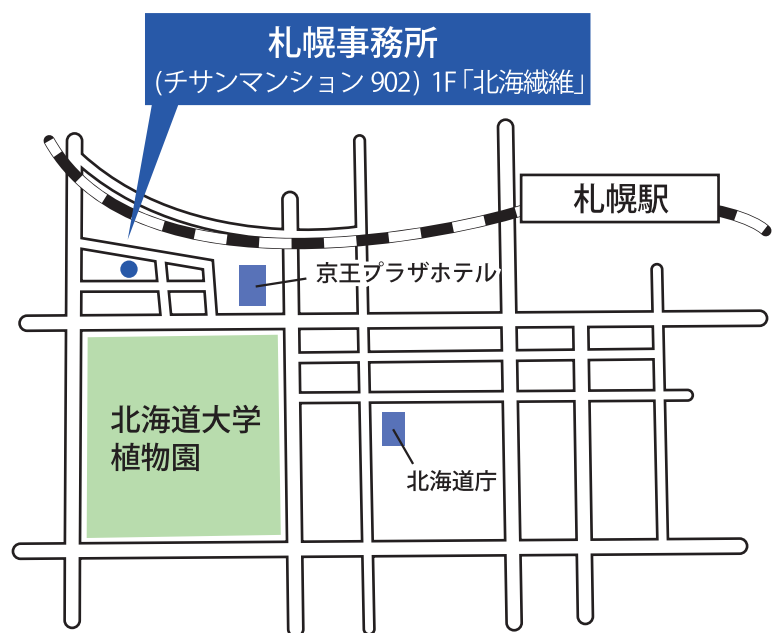 札幌事務所
(チサンマンション 902) 1F「北海繊維」
札幌駅
京王プラザホテル
北海道大学
植物園
北海道庁